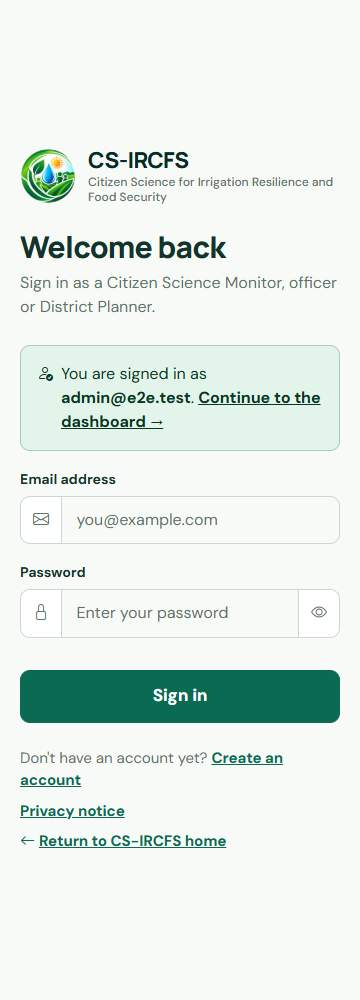 CS-IRCFS
Citizen Science for Irrigation Resilience and
Food Security
Welcome back
Sign in as a Citizen Science Monitor, officer
or District Planner.
You are signed in as
admin@e2e.test. Continue to the
dashboard →
Email address
you@example.com
Password
Enter your password
Sign in
Don't have an account yet? Create an
account
Privacy notice
← Return to CS-IRCFS home